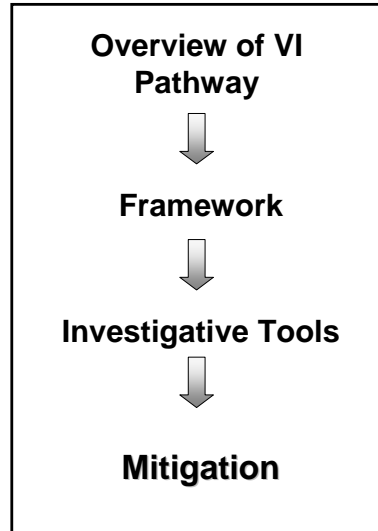 Overview of VI
Pathway
Framework
Investigative Tools
Mitigation